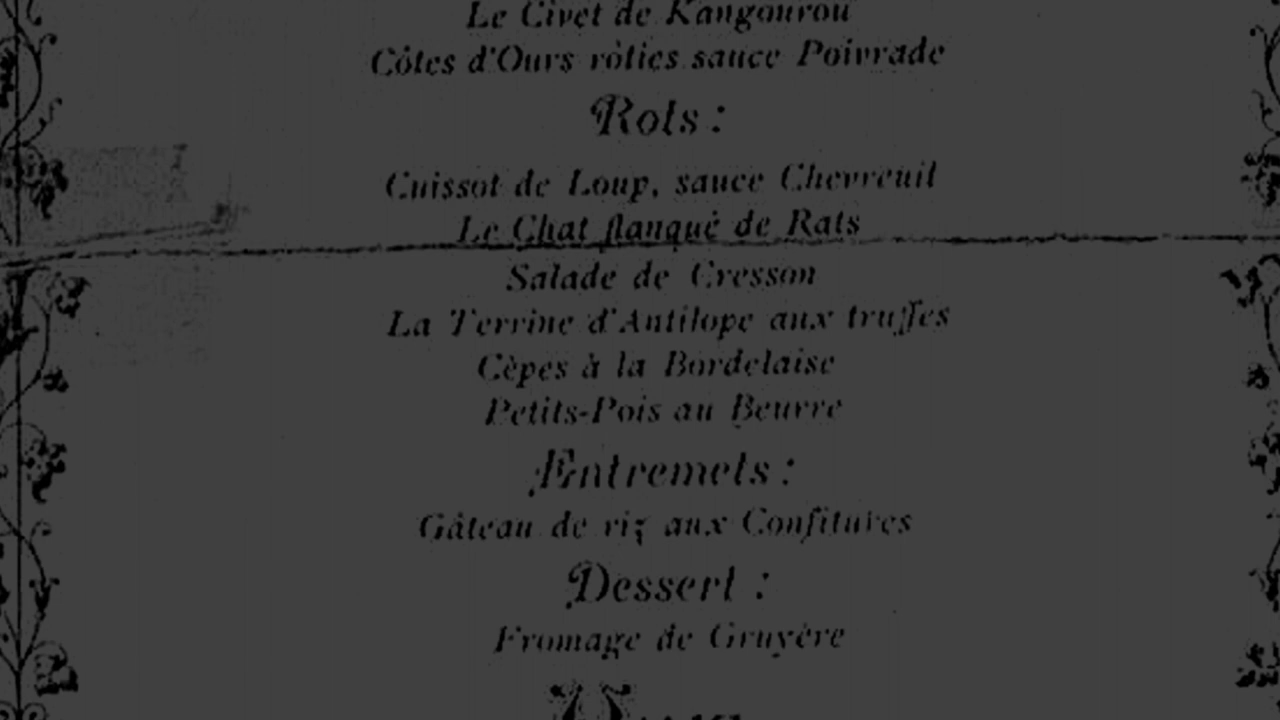 Le Civet de Kangourou
Côtes d'Ours rôties sauce Poivrade
Rots :
Cuissot de Loup, sauce Chevreuil
Le Chat flanqué de Rats
Salade de Cresson
La Terrine d'Antilope aux truffes
Cèpes à la Bordelaise
Petits-Pois au Beurre
Entremets :
Gâteau de riz aux Confitures
Dessert :
Fromage de Gruyère